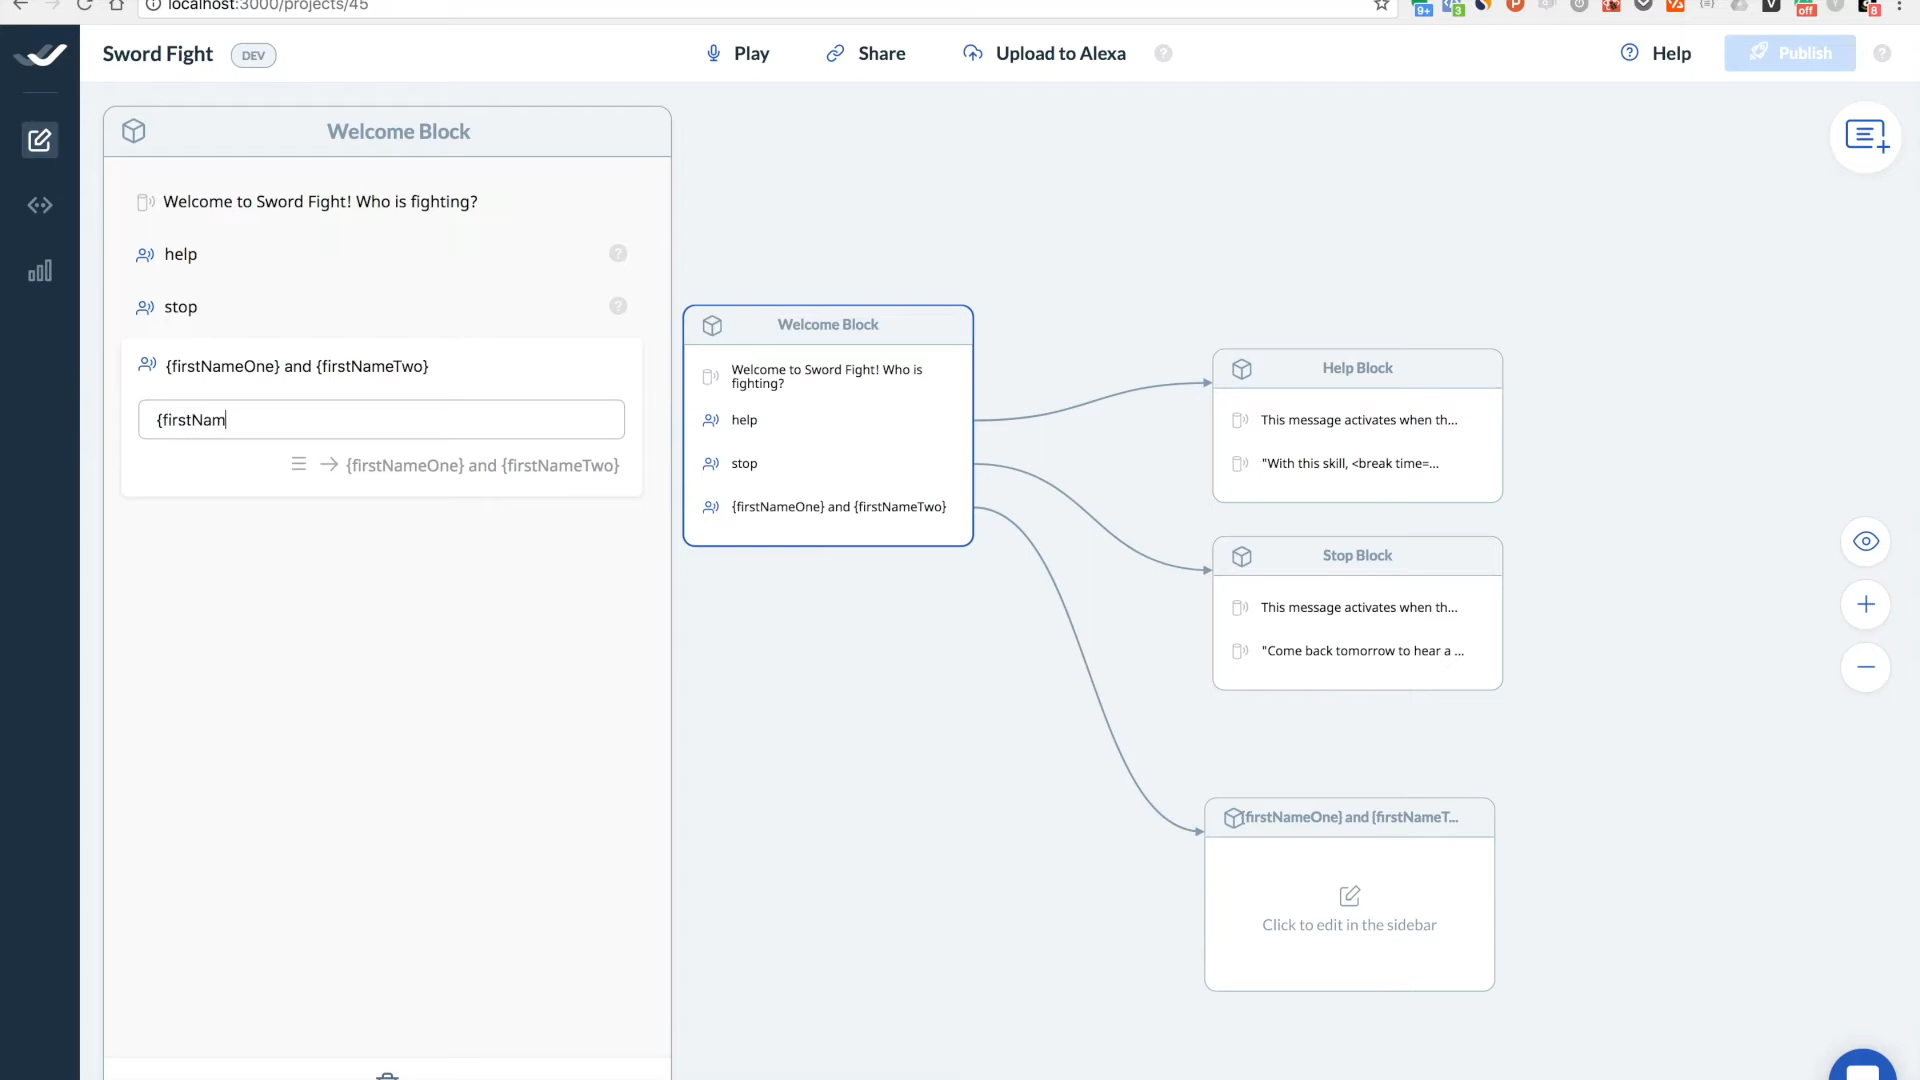 localhost:3000/projects/45
9+
3
off
8
Sword Fight
DEV
Play
Share
Upload to Alexa
?
Help
Publish
?
Welcome Block
Welcome to Sword Fight! Who is fighting?
help
?
stop
?
{firstNameOne} and {firstNameTwo}
{firstNam
{firstNameOne} and {firstNameTwo}
Welcome Block
Welcome to Sword Fight! Who is
fighting?
help
stop
{firstNameOne} and {firstNameTwo}
Help Block
This message activates when th...
"With this skill, <break time=...
Stop Block
This message activates when th...
"Come back tomorrow to hear a ...
{firstNameOne} and {firstNameT...
Click to edit in the sidebar